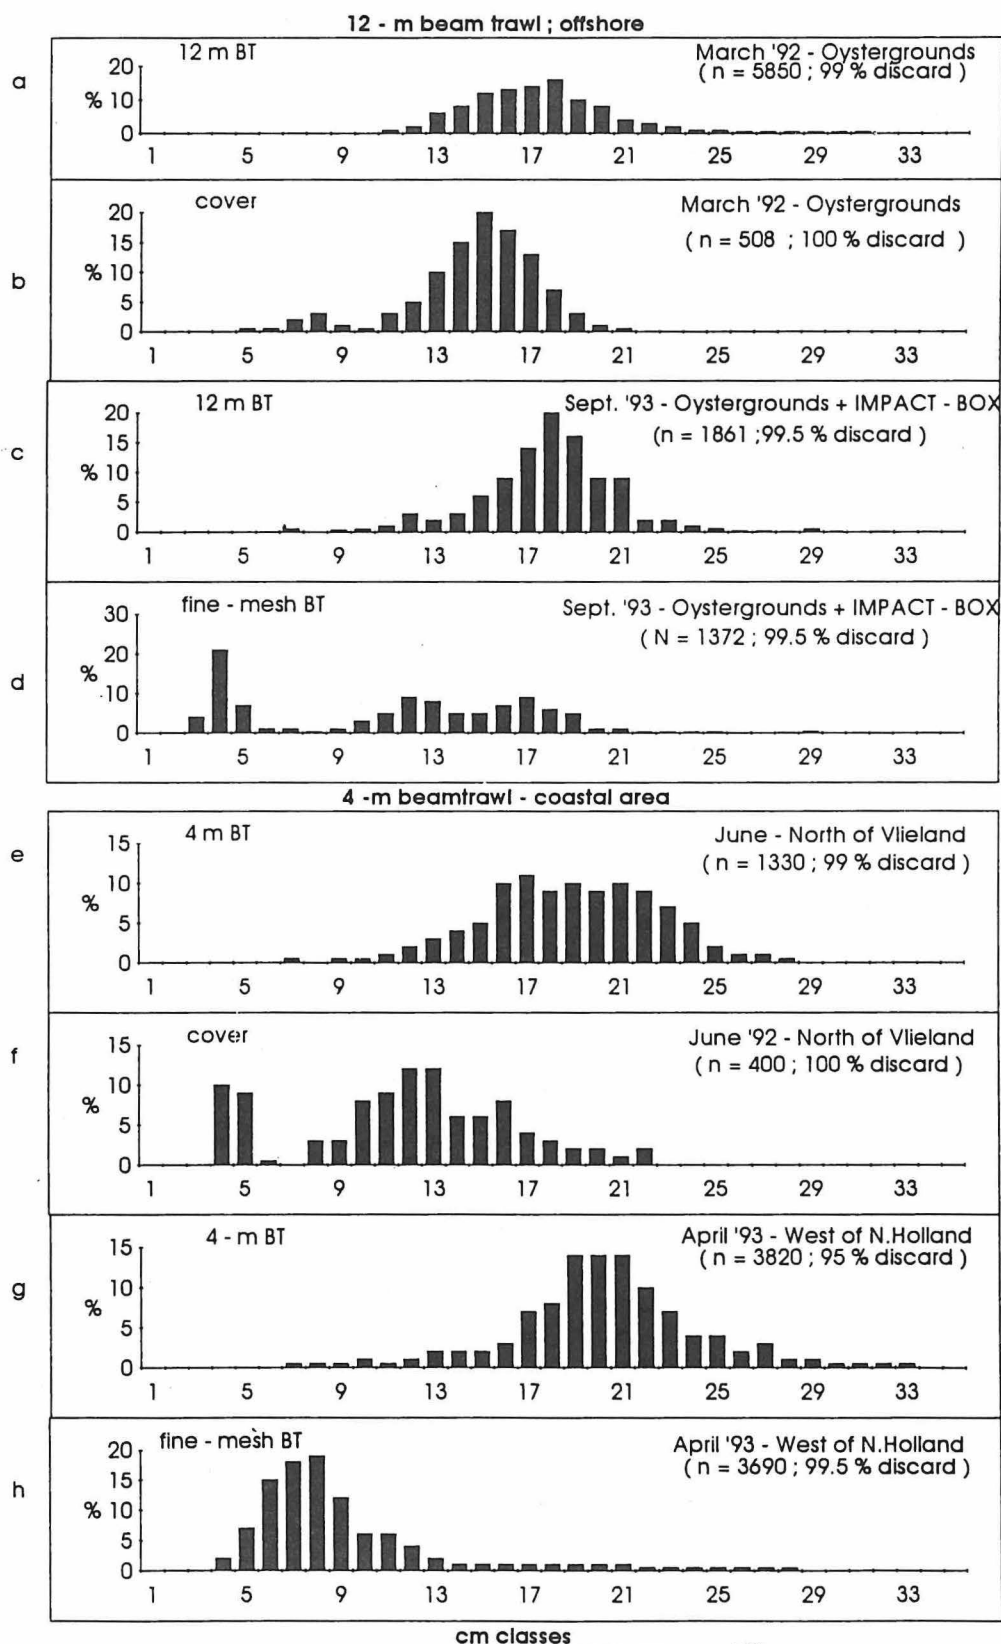 12 - m beam trawl ; offshore
a
12 m BT
March '92 - Oystergrounds
( n = 5850 ; 99 % discard )
20
% 10
0
1 5 9 13 17 21 25 29 33
b
cover
March '92 - Oystergrounds
( n = 508 ; 100 % discard )
20
15
% 10
5
0
1 5 9 13 17 21 25 29 33
c
12 m BT
Sept. '93 - Oystergrounds + IMPACT - BOX
(n = 1861 ;99.5 % discard )
20
15
% 10
5
0
1 5 9 13 17 21 25 29 33
d
fine - mesh BT
Sept. '93 - Oystergrounds + IMPACT - BOX
( N = 1372 ; 99.5 % discard )
30
20
%
10
0
1 5 9 13 17 21 25 29 33
4 -m beamtrawl - coastal area
e
4 m BT
June - North of Vlieland
( n = 1330 ; 99 % discard )
15
10
%
5
0
1 5 9 13 17 21 25 29 33
f
cover
June '92 - North of Vlieland
( n = 400 ; 100 % discard )
15
10
%
5
0
1 5 9 13 17 21 25 29 33
g
4 - m BT
April '93 - West of N.Holland
( n = 3820 ; 95 % discard )
15
10
%
5
0
1 5 9 13 17 21 25 29 33
h
fine - mesh BT
April '93 - West of N.Holland
( n = 3690 ; 99.5 % discard )
20
15
% 10
5
0
1 5 9 13 17 21 25 29 33
cm classes